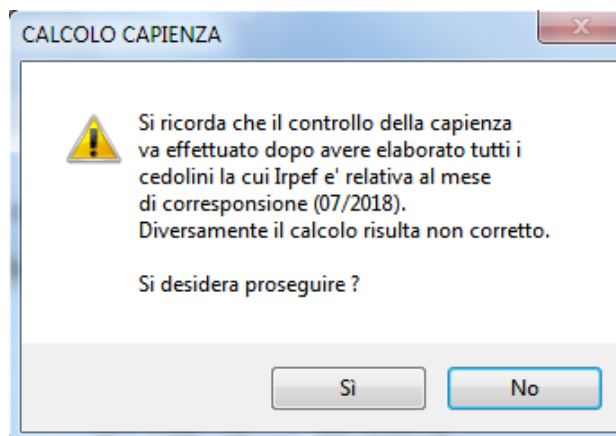 CALCOLO CAPIENZA
Si ricorda che il controllo della capienza
va effettuato dopo avere elaborato tutti i
cedolini la cui Irpef e' relativa al mese
di corresponsione (07/2018).
Diversamente il calcolo risulta non corretto.
Si desidera proseguire ?
Sì
No